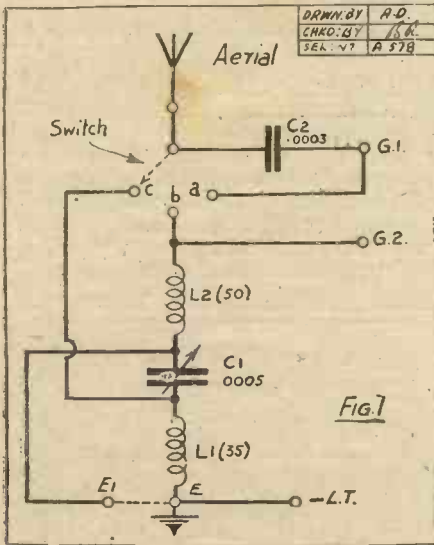 DRWN:BY A.D.
CHKD:BY
SER: Nº A 578
Aerial
Switch
C2
.0003
G.1.
c b a
G.2.
L2 (50)
C1
.0005
FIG.7
L1 (35)
E1 E -L.T.